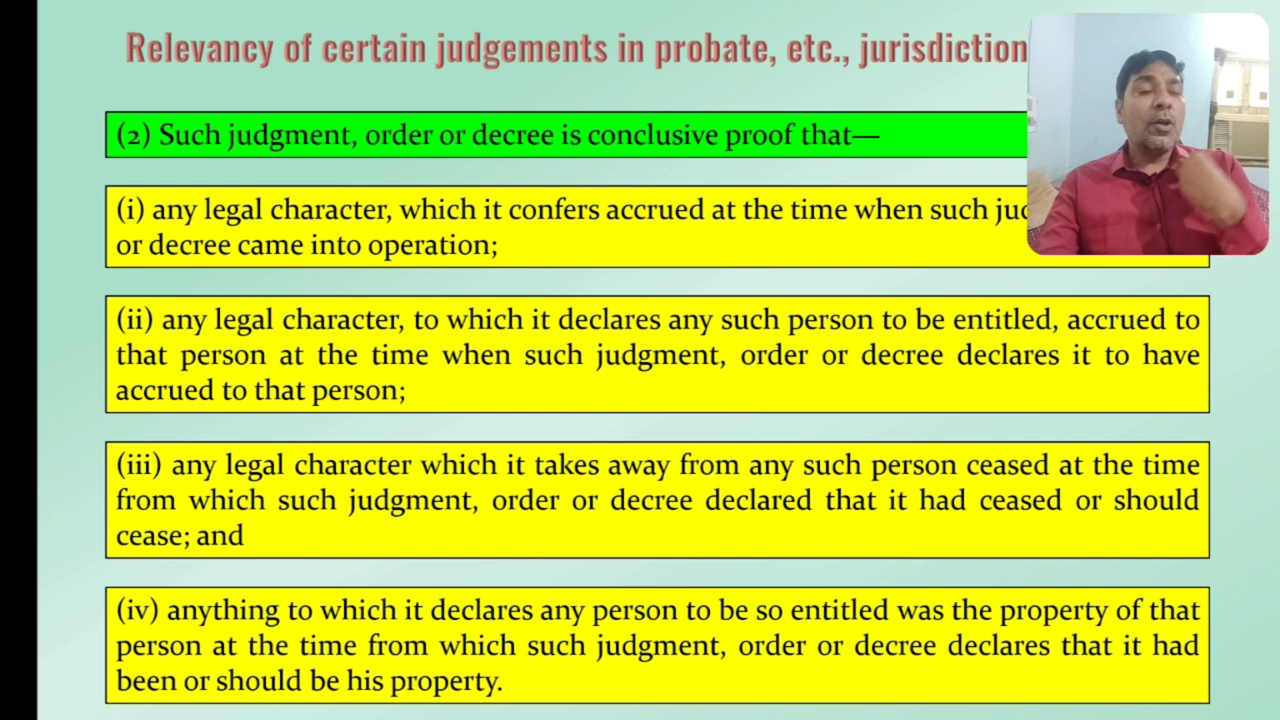 Relevancy of certain judgements in probate, etc., jurisdiction
(2) Such judgment, order or decree is conclusive proof that—
(i) any legal character, which it confers accrued at the time when such
or decree came into operation;
(ii) any legal character, to which it declares any such person to be entitled, accrued to
that person at the time when such judgment, order or decree declares it to have
accrued to that person;
(iii) any legal character which it takes away from any such person ceased at the time
from which such judgment, order or decree declared that it had ceased or should
cease; and
(iv) anything to which it declares any person to be so entitled was the property of that
person at the time from which such judgment, order or decree declares that it had
been or should be his property.